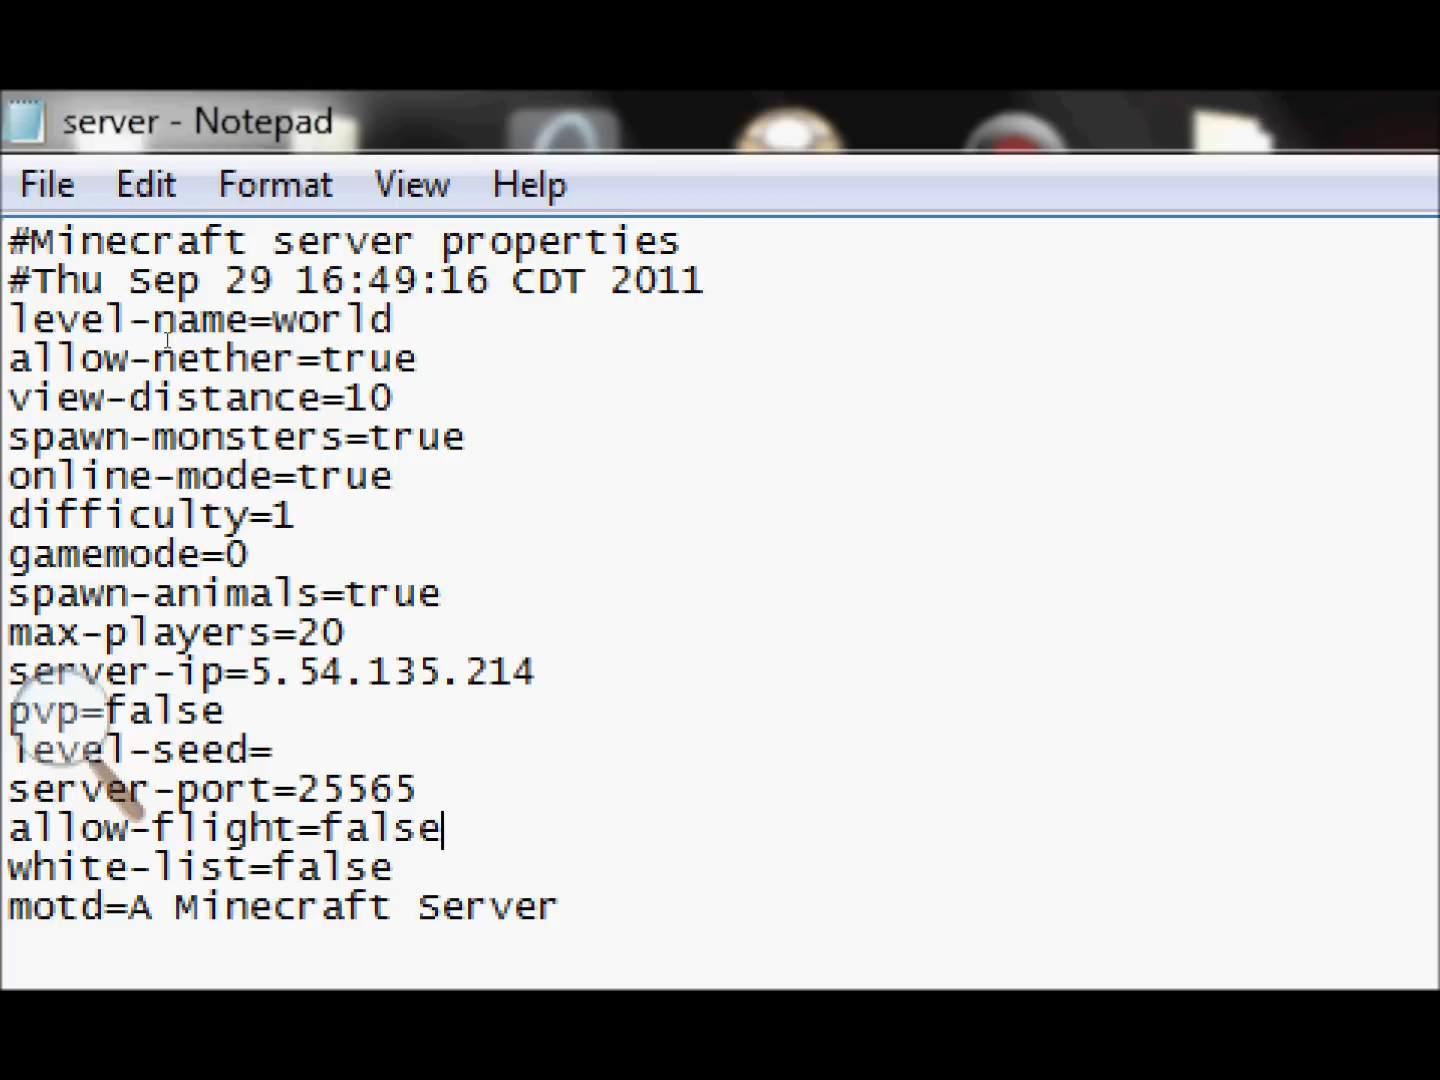 server - Notepad
File Edit Format View Help
#Minecraft server properties
#Thu Sep 29 16:49:16 CDT 2011
level-name=world
allow-nether=true
view-distance=10
spawn-monsters=true
online-mode=true
difficulty=1
gamemode=0
spawn-animals=true
max-players=20
server-ip=5.54.135.214
pvp=false
level-seed=
server-port=25565
allow-flight=false
white-list=false
motd=A Minecraft Server